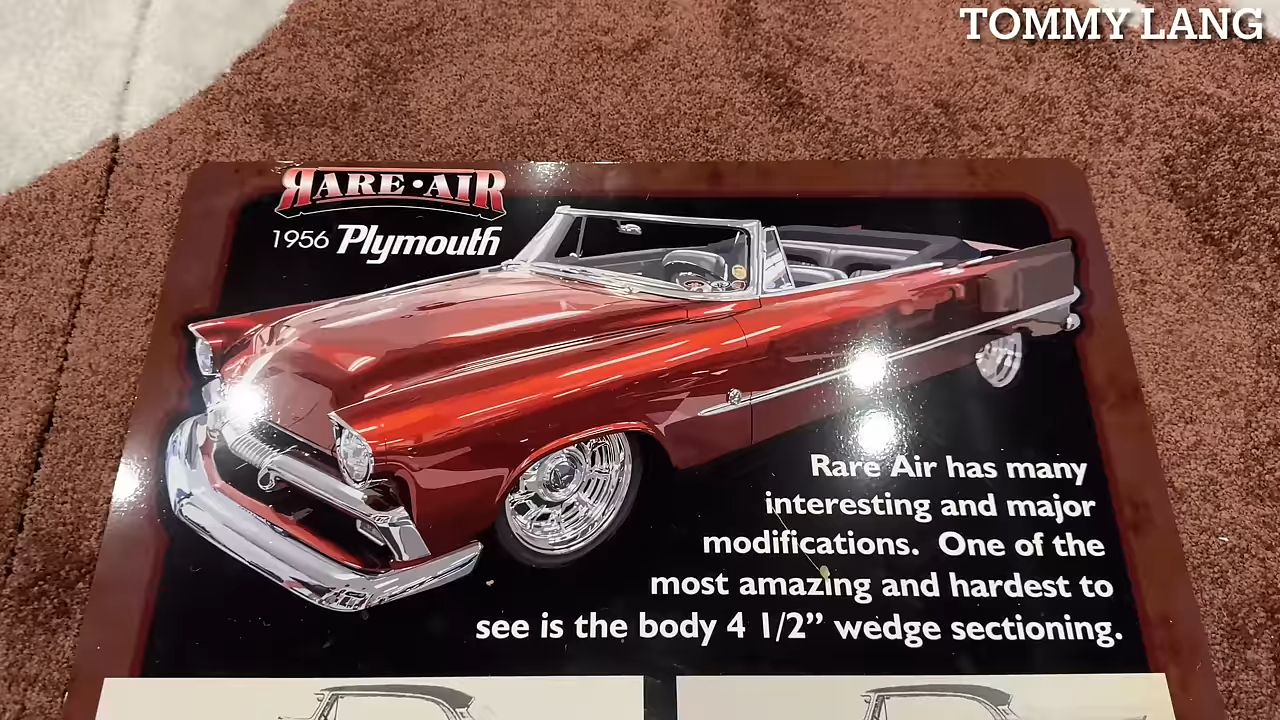 TOMMY LANG
RARE • AIR
1956 Plymouth
Rare Air has many
interesting and major
modifications. One of the
most amazing and hardest to
see is the body 4 1/2” wedge sectioning.